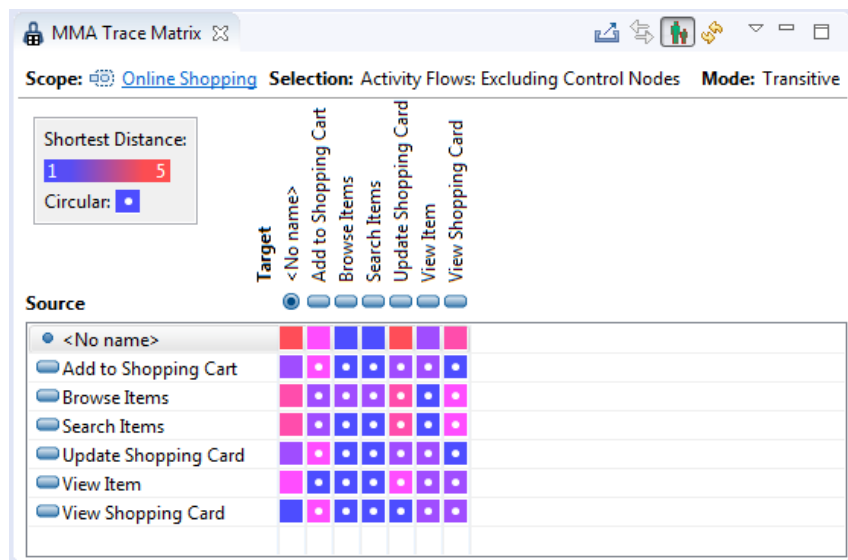 MMA Trace Matrix
Scope: Online Shopping Selection: Activity Flows: Excluding Control Nodes Mode: Transitive
Shortest Distance:
1 5
Circular:
Target
<No name>
Add to Shopping Cart
Browse Items
Search Items
Update Shopping Card
View Item
View Shopping Card
Source
<No name>
Add to Shopping Cart
Browse Items
Search Items
Update Shopping Card
View Item
View Shopping Card